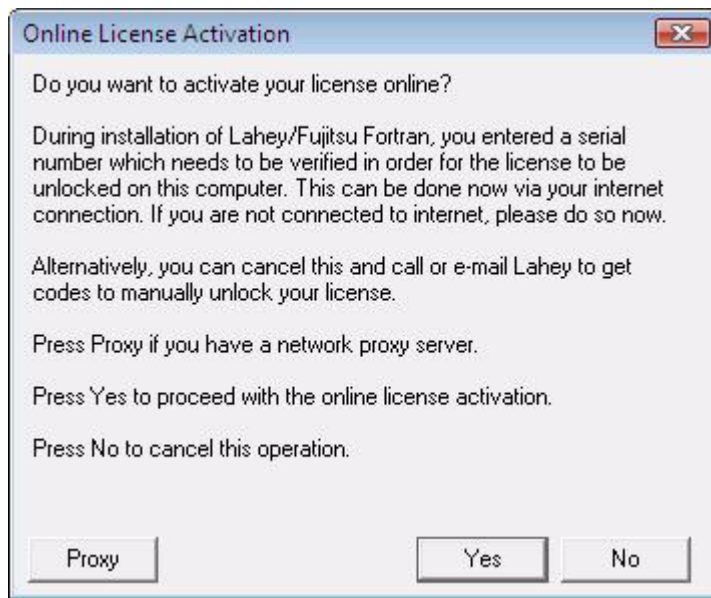 Online License Activation
Do you want to activate your license online?
During installation of Lahey/Fujitsu Fortran, you entered a serial
number which needs to be verified in order for the license to be
unlocked on this computer. This can be done now via your internet
connection. If you are not connected to internet, please do so now.
Alternatively, you can cancel this and call or e-mail Lahey to get
codes to manually unlock your license.
Press Proxy if you have a network proxy server.
Press Yes to proceed with the online license activation.
Press No to cancel this operation.
Proxy Yes No